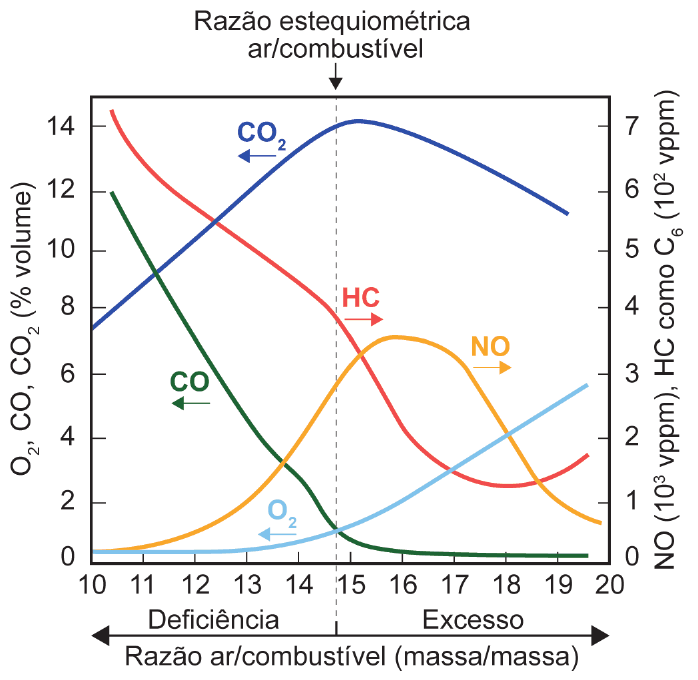 Razão estequiométrica
ar/combustível
O₂, CO, CO₂ (% volume)
14
12
10
8
6
4
2
0
CO₂
HC
NO
CO
O₂
7
6
5
4
3
2
1
0
NO (10³ vppm), HC como C₆ (10² vppm)
10 11 12 13 14 15 16 17 18 19 20
Deficiência Excesso
Razão ar/combustível (massa/massa)